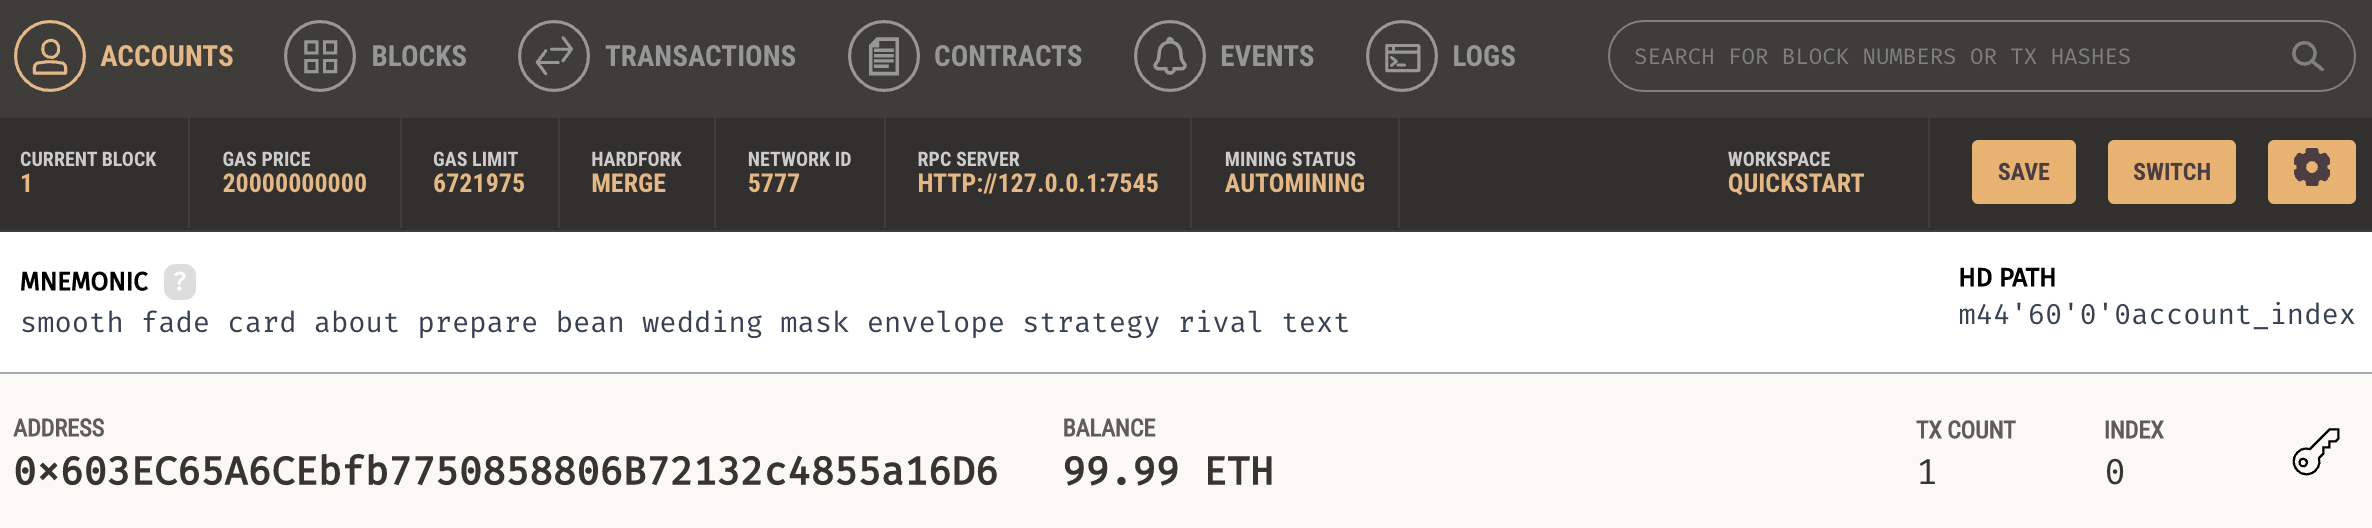 ACCOUNTS BLOCKS TRANSACTIONS CONTRACTS EVENTS LOGS SEARCH FOR BLOCK NUMBERS OR TX HASHES
CURRENT BLOCK GAS PRICE GAS LIMIT HARDFORK NETWORK ID RPC SERVER MINING STATUS WORKSPACE
1 20000000000 6721975 MERGE 5777 HTTP://127.0.0.1:7545 AUTOMINING QUICKSTART SAVE SWITCH
MNEMONIC ? HD PATH
smooth fade card about prepare bean wedding mask envelope strategy rival text m44'60'0'0account_index
ADDRESS BALANCE TX COUNT INDEX
0×603EC65A6CEbfb7750858806B72132c4855a16D6 99.99 ETH 1 0